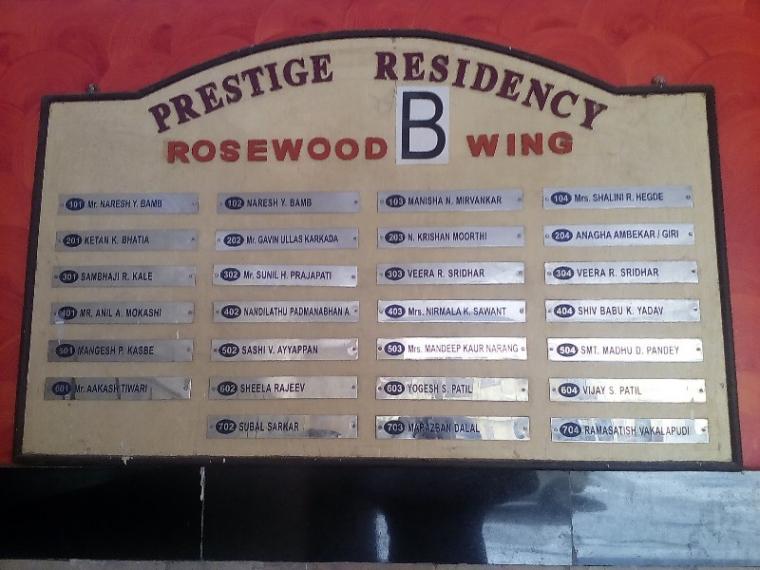 PRESTIGE RESIDENCY
ROSEWOOD B WING
101 Mr. NARESH Y. BAMB 102 NARESH Y. BAMB 103 MANISHA N. MIRVANKAR 104 Mrs. SHALINI R. HEGDE
201 KETAN K. BHATIA 202 Mr. GAVIN ULLAS KARKADA 203 N. KRISHAN MOORTHI 204 ANAGHA AMBEKAR / GIRI
301 SAMBHAJI R. KALE 302 Mr. SUNIL H. PRAJAPATI 303 VEERA R. SRIDHAR 304 VEERA R. SRIDHAR
401 MR. ANIL A. MOKASHI 402 NANDILATHU PADMANABHAN A. 403 Mrs. NIRMALA K. SAWANT 404 SHIV BABU K. YADAV
501 MANGESH P. KASBE 502 SASHI V. AYYAPPAN 503 Mrs. MANDEEP KAUR NARANG 504 SMT. MADHU D. PANDEY
601 Mr. AAKASH TIWARI 602 SHEELA RAJEEV 603 YOGESH S. PATIL 604 VIJAY S. PATIL
702 SUBAL SARKAR 703 MARAZBAN DALAL 704 RAMASATISH VAKALAPUDI